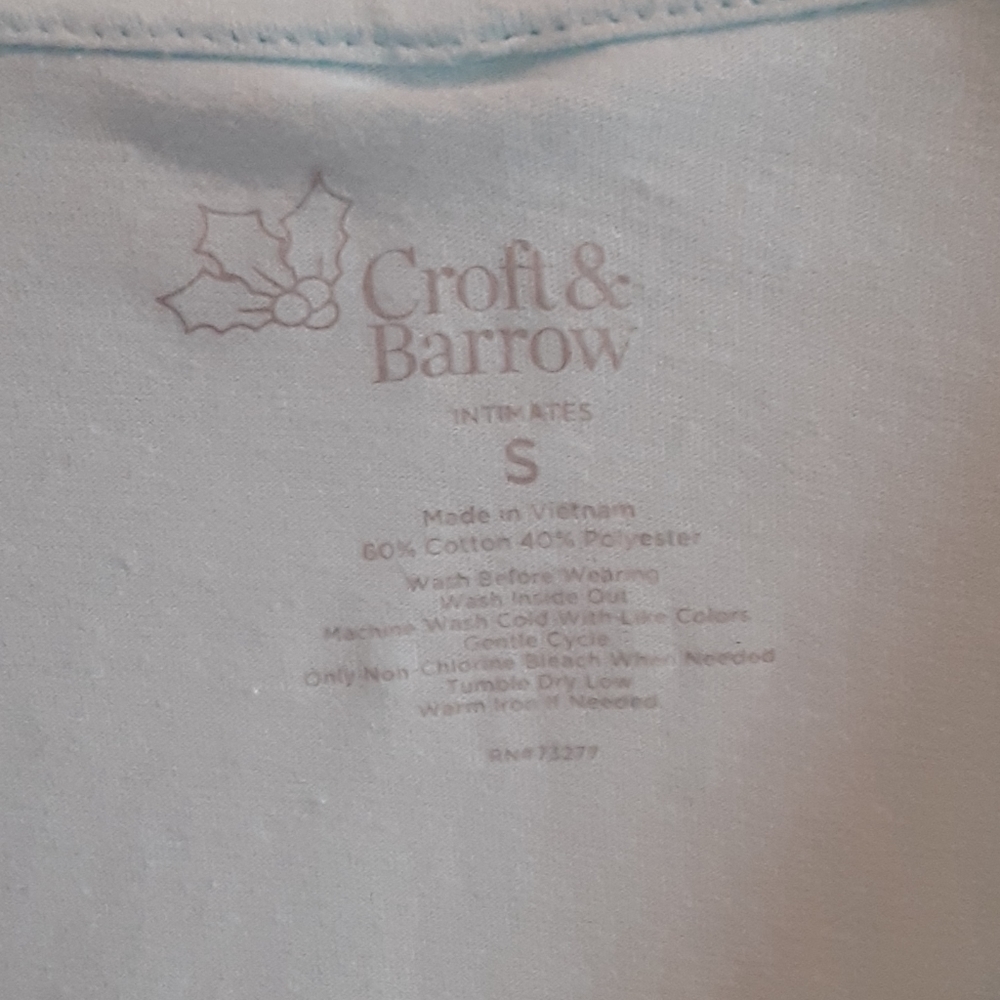 Croft &
Barrow
INTIMATES
S
Made in Vietnam
60% Cotton 40% Polyester
Wash Before Wearing
Wash Inside Out
Machine Wash Cold With Like Colors
Gentle Cycle
Only Non-Chlorine Bleach When Needed
Tumble Dry Low
Warm Iron If Needed
RN#73277